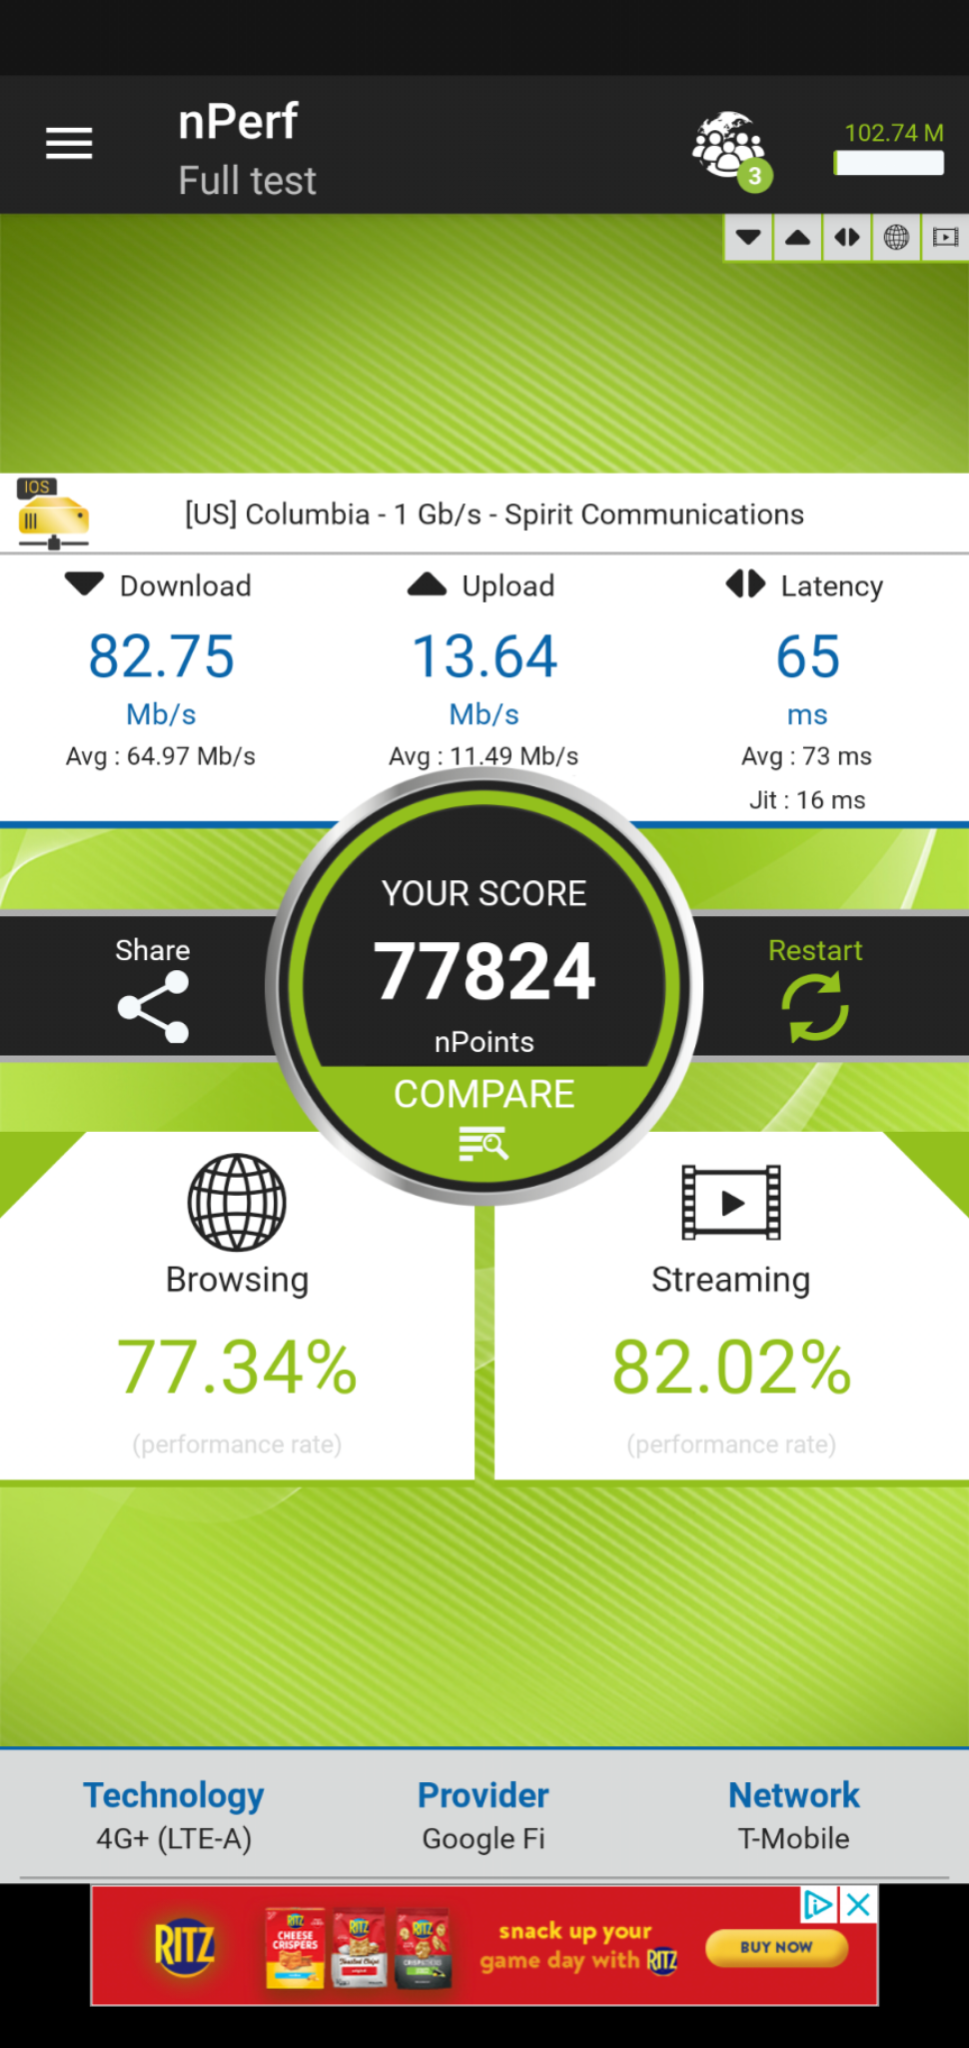 nPerf
Full test
3
102.74 M
IOS
[US] Columbia - 1 Gb/s - Spirit Communications
Download
Upload
Latency
82.75
13.64
65
Mb/s
Mb/s
ms
Avg : 64.97 Mb/s
Avg : 11.49 Mb/s
Avg : 73 ms
Jit : 16 ms
YOUR SCORE
77824
nPoints
COMPARE
Share
Restart
Browsing
Streaming
77.34%
82.02%
(performance rate)
(performance rate)
Technology
Provider
Network
4G+ (LTE-A)
Google Fi
T-Mobile
RITZ
RITZ
CHEESE
CRISPERS
RITZ
Toasted Chips
RITZ
snack up your
game day with RITZ
BUY NOW